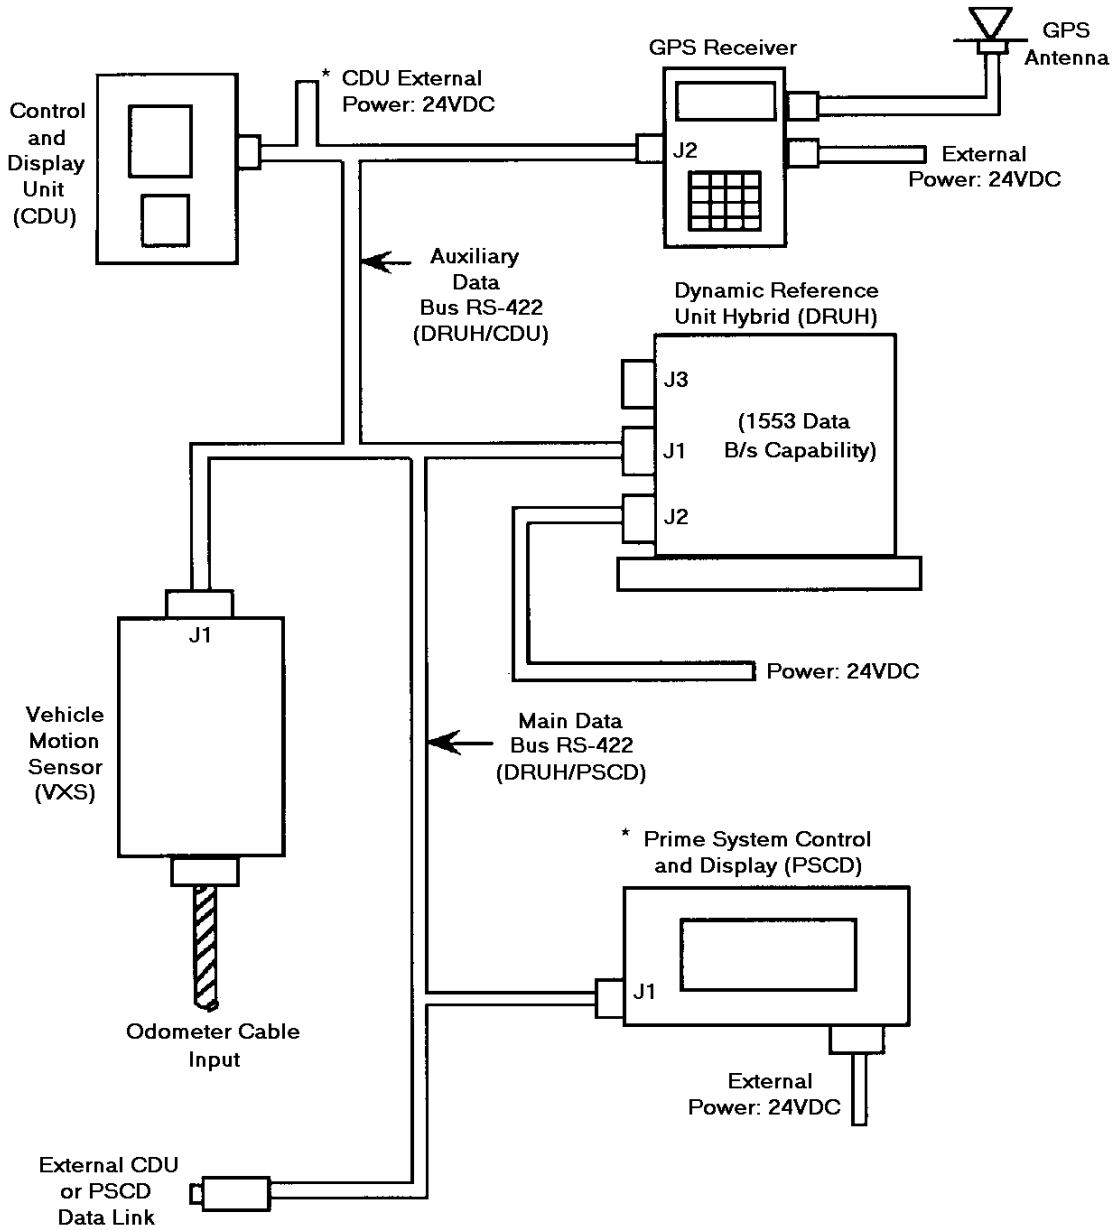 GPS Receiver
GPS
Antenna
* CDU External
Power: 24VDC
Control
and
Display
Unit
(CDU)
J2
External
Power: 24VDC
Auxiliary
Data
Bus RS-422
(DRUH/CDU)
Dynamic Reference
Unit Hybrid (DRUH)
J3
(1553 Data
B/s Capability)
J1
J2
J1
Power: 24VDC
Vehicle
Motion
Sensor
(VXS)
Main Data
Bus RS-422
(DRUH/PSCD)
* Prime System Control
and Display (PSCD)
J1
Odometer Cable
Input
External
Power: 24VDC
External CDU
or PSCD
Data Link